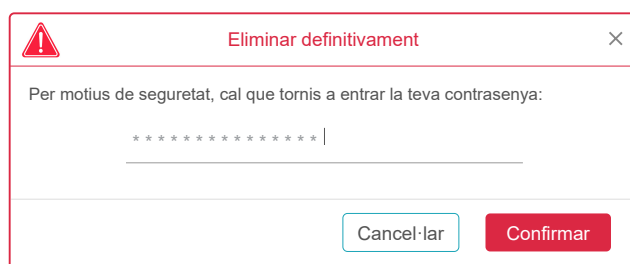 Eliminar definitivament
Per motius de seguretat, cal que tornis a entrar la teva contrasenya:
* * * * * * * * * * * * * * *
Cancel·lar
Confirmar